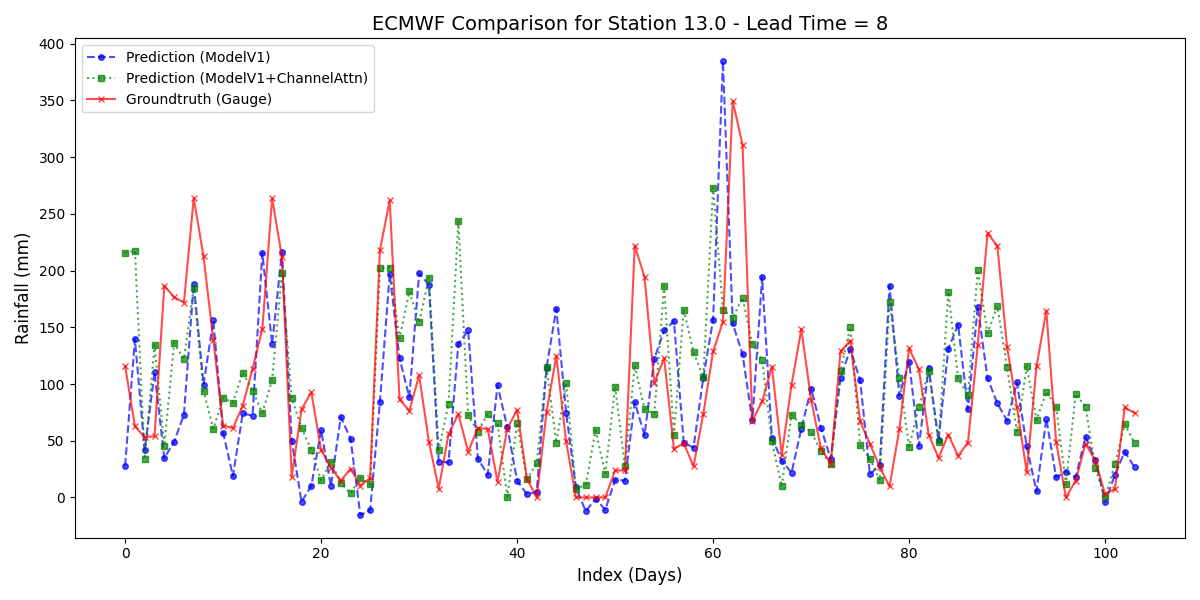 ECMWF Comparison for Station 13.0 - Lead Time = 8
Prediction (ModelV1)
Prediction (ModelV1+ChannelAttn)
Groundtruth (Gauge)
Rainfall (mm)
400
350
300
250
200
150
100
50
0
0
20
40
60
80
100
Index (Days)